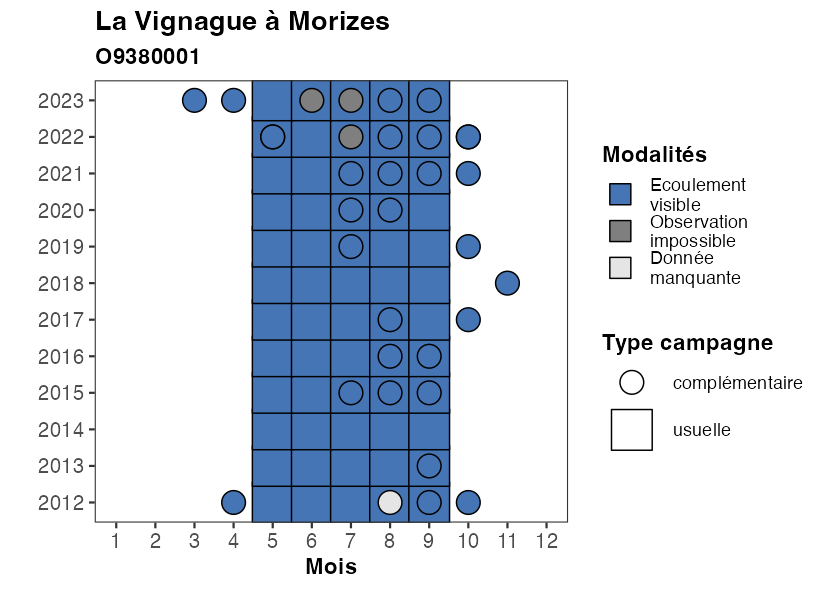 La Vignague à Morizes
O9380001
2023
2022
2021
2020
2019
2018
2017
2016
2015
2014
2013
2012
1 2 3 4 5 6 7 8 9 10 11 12
Mois
Modalités
Ecoulement
visible
Observation
impossible
Donnée
manquante
Type campagne
complémentaire
usuelle